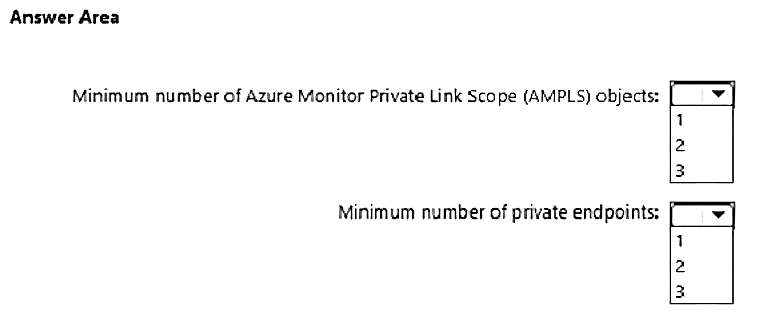 Answer Area
Minimum number of Azure Monitor Private Link Scope (AMPLS) objects:
1
2
3
Minimum number of private endpoints:
1
2
3